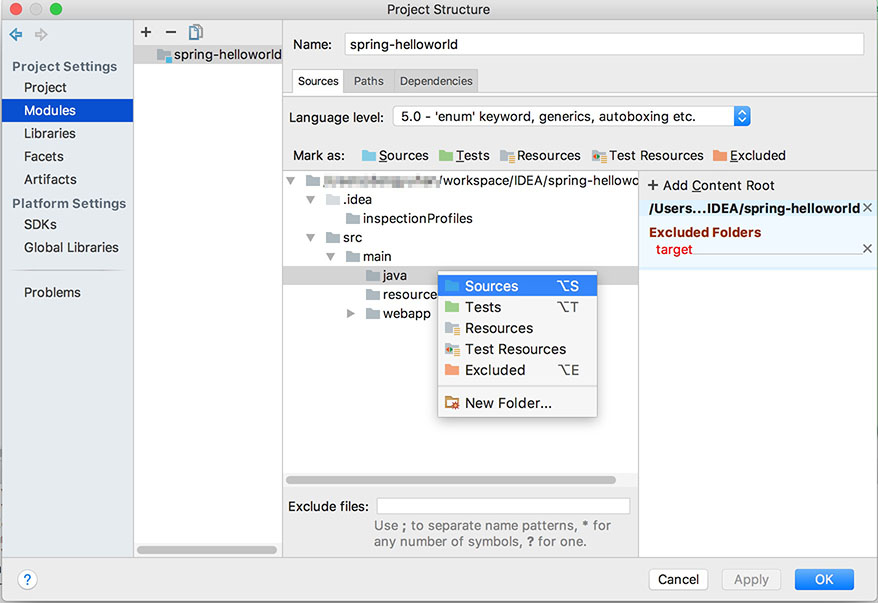 Project Structure
Project Settings
Project
Modules
Libraries
Facets
Artifacts
Platform Settings
SDKs
Global Libraries
Problems
spring-helloworld
Name: spring-helloworld
Sources Paths Dependencies
Language level: 5.0 - 'enum' keyword, generics, autoboxing etc.
Mark as: Sources Tests Resources Test Resources Excluded
/workspace/IDEA/spring-hellowo
.idea
inspectionProfiles
src
main
java
resource
webapp
Sources ⌥S
Tests ⌥T
Resources
Test Resources
Excluded ⌥E
New Folder...
+ Add Content Root
/Users...IDEA/spring-helloworld
Excluded Folders
target
Exclude files:
Use ; to separate name patterns, * for
any number of symbols, ? for one.
? Cancel Apply OK